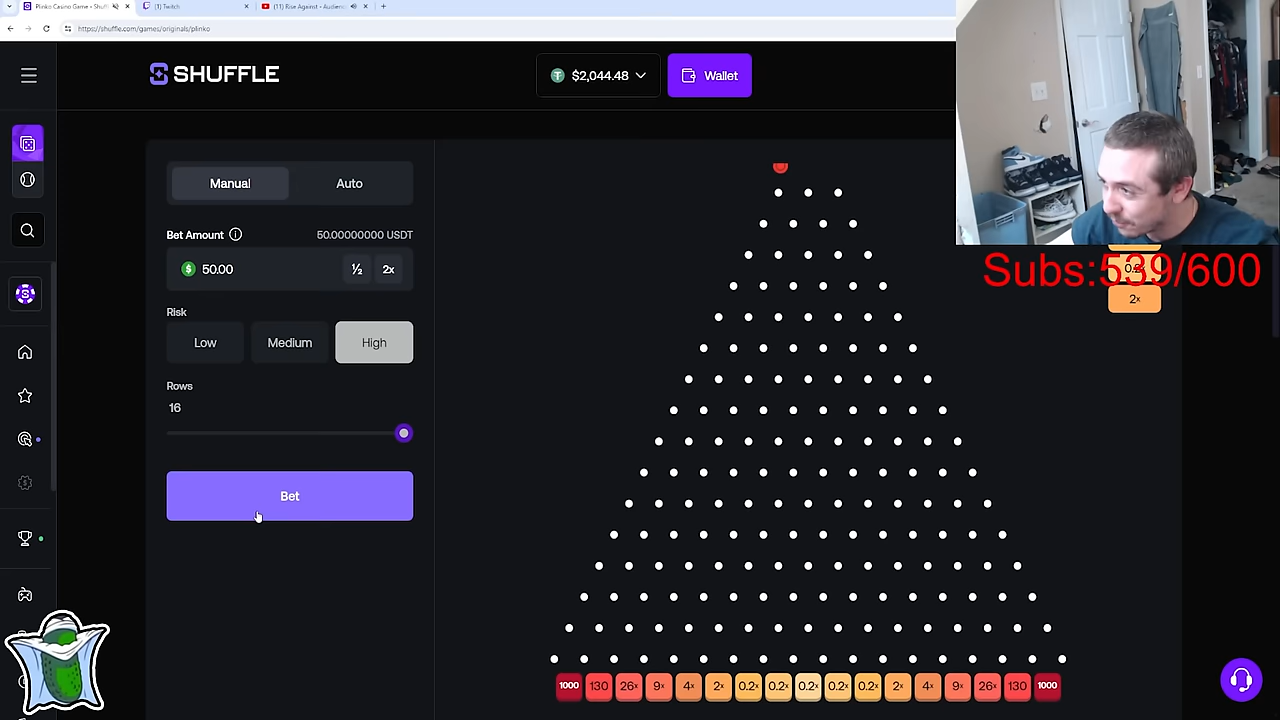 Plinko Casino Game - Shuff
(1) Twitch
(11) Rise Against - Audienc
https://shuffle.com/games/originals/plinko
SHUFFLE
$2,044.48
Wallet
Manual
Auto
Bet Amount
50.00000000 USDT
50.00
½
2x
Risk
Low
Medium
High
Rows
16
Bet
Subs:539/600
2x
1000 130 26x 9x 4x 2x 0.2x 0.2x 0.2x 0.2x 0.2x 2x 4x 9x 26x 130 1000